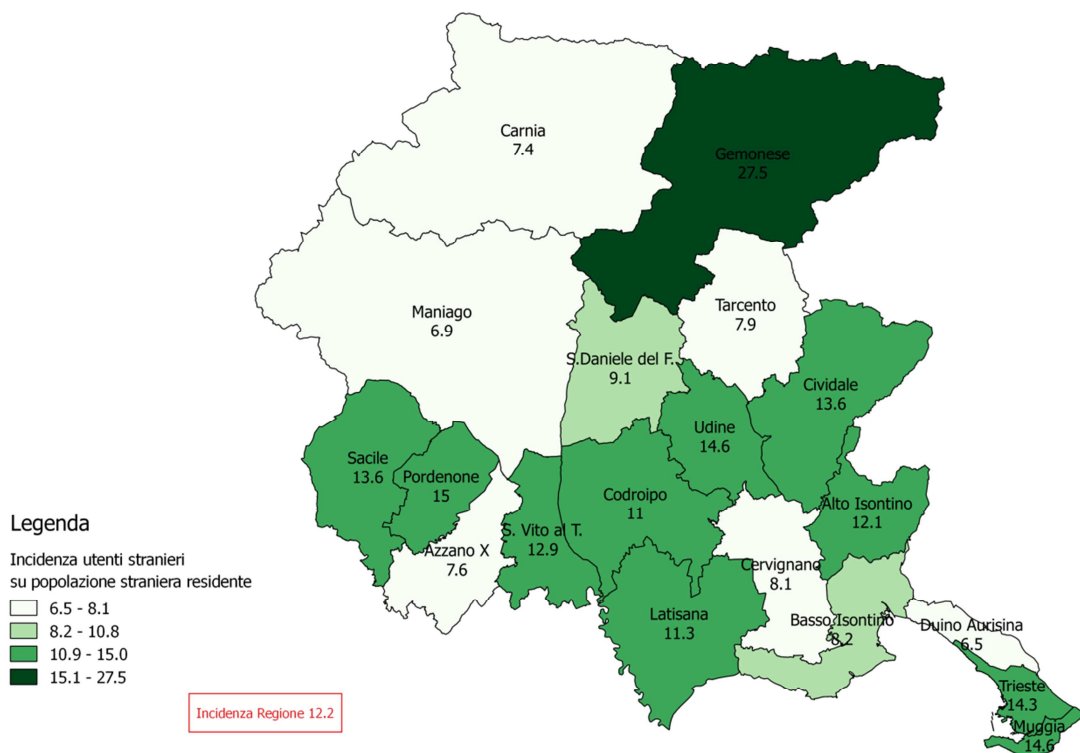 Carnia
7.4
Gemonese
27.5
Maniago
6.9
Tarcento
7.9
S.Daniele del F.
9.1
Cividale
13.6
Udine
14.6
Sacile
13.6
Pordenone
15
Codroipo
11
Alto Isontino
12.1
S. Vito al T.
12.9
Azzano X
7.6
Cervignano
8.1
Latisana
11.3
Basso Isontino
8.2
Duino Aurisina
6.5
Trieste
14.3
Muggia
14.6
Legenda
Incidenza utenti stranieri
su popolazione straniera residente
6.5 - 8.1
8.2 - 10.8
10.9 - 15.0
15.1 - 27.5
Incidenza Regione 12.2